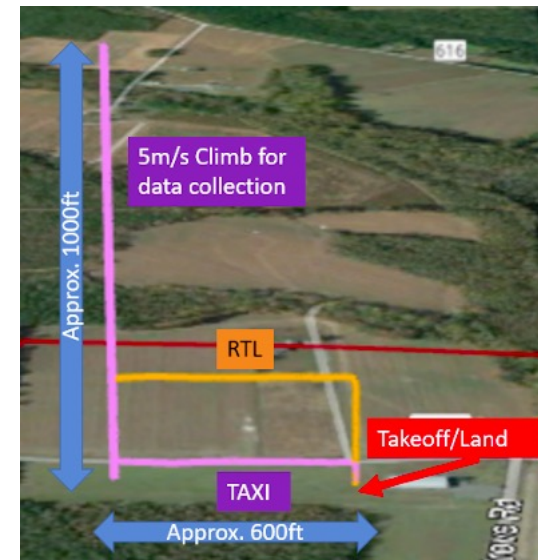 616
5m/s Climb for
data collection
Approx. 1000ft
RTL
Takeoff/Land
TAXI
Approx. 600ft